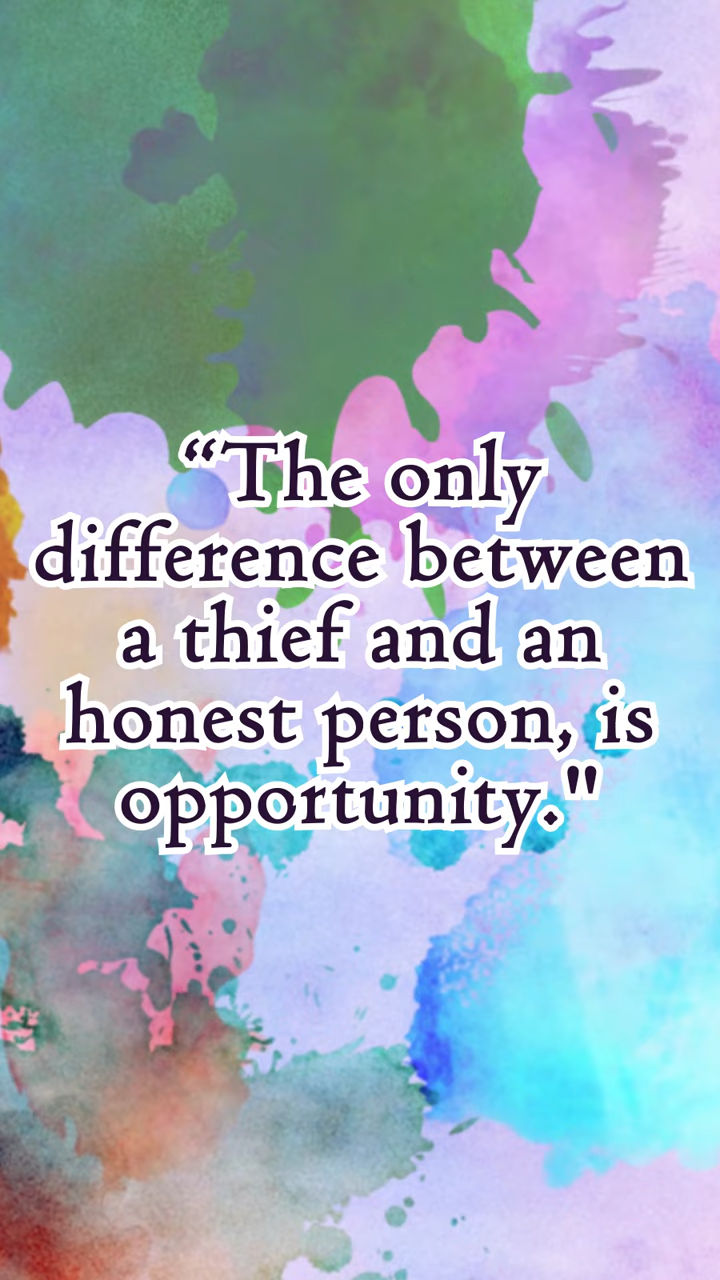 “The only
difference between
a thief and an
honest person, is
opportunity."